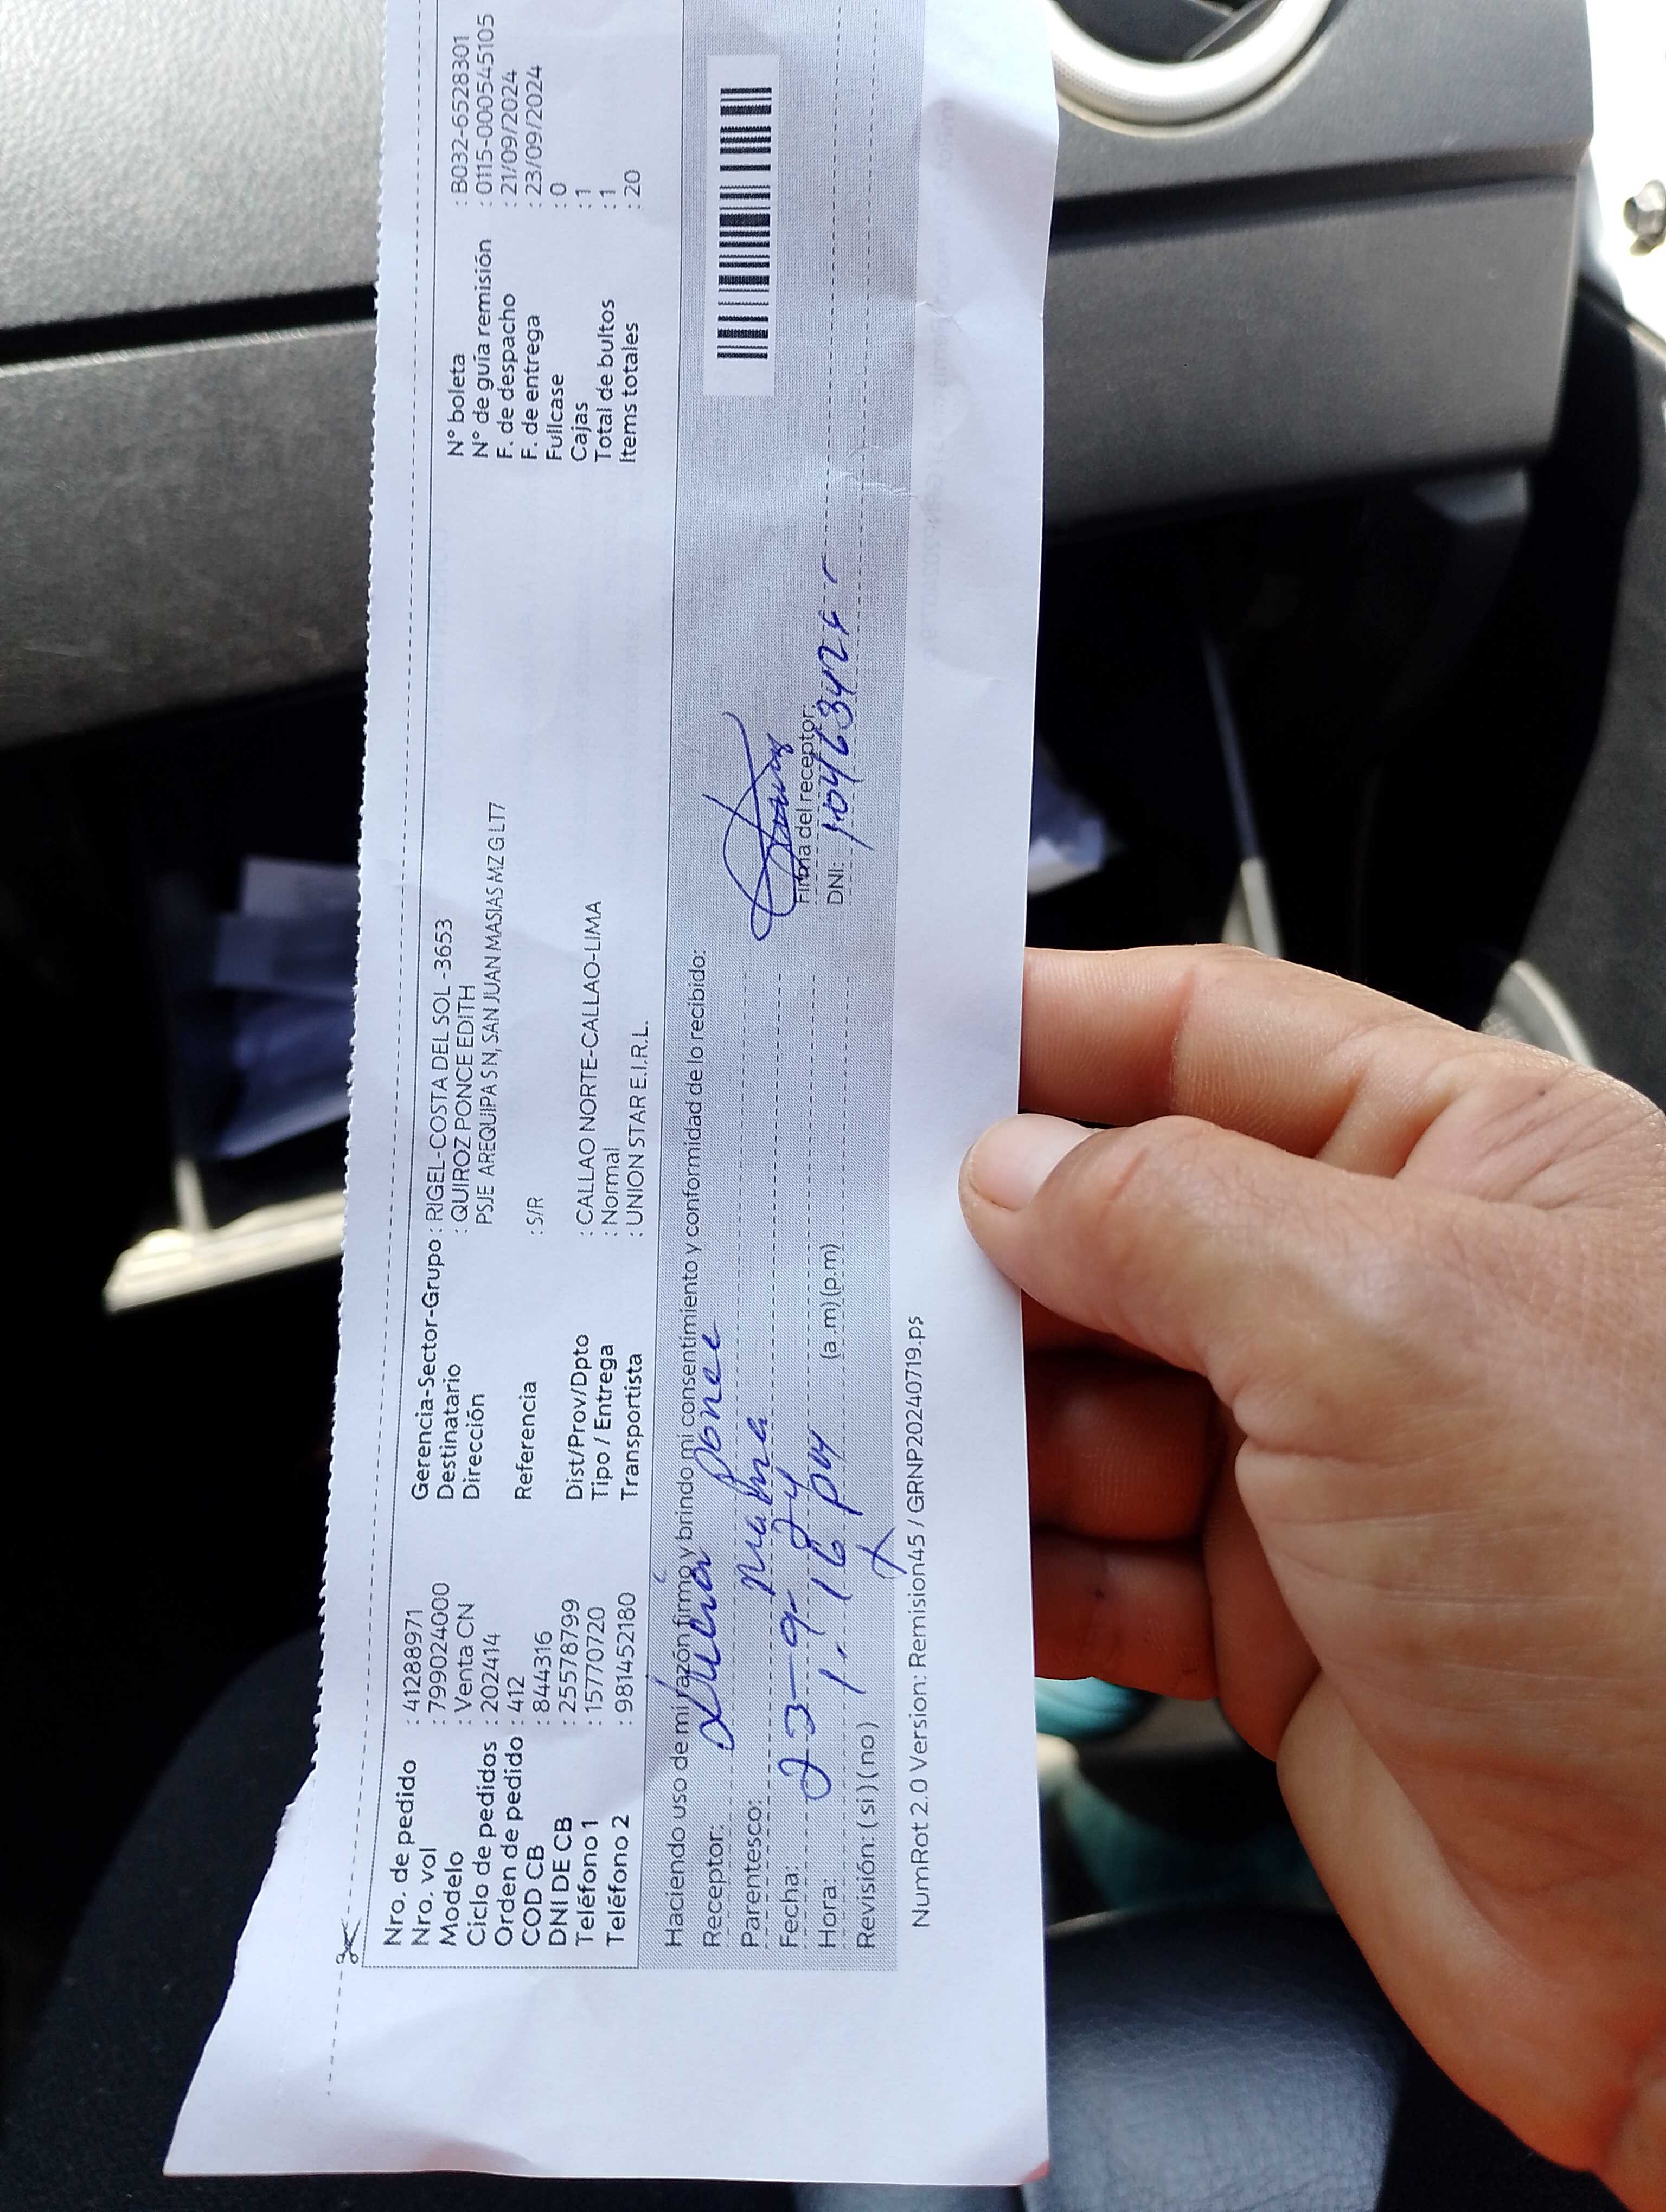 Nro. de pedido : 41288971
Nro. vol : 799024000
Modelo : Venta CN
Ciclo de pedidos : 202414
Orden de pedido : 412
COD CB : 844316
DNI DE CB : 25578799
Teléfono 1 : 15770720
Teléfono 2 : 981452180
Gerencia-Sector-Grupo : RIGEL-COSTA DEL SOL -3653
Destinatario : QUIROZ PONCE EDITH
Dirección PSJE AREQUIPA S N, SAN JUAN MASIAS MZ G LT7
Referencia : S/R
Dist/Prov/Dpto : CALLAO NORTE-CALLAO-LIMA
Tipo / Entrega : Normal
Transportista : UNION STAR E.I.R.L.
N° boleta : B032-6528301
N° de guía remisión : 0115-000545105
F. de despacho : 21/09/2024
F. de entrega : 23/09/2024
Fullcase : 0
Cajas : 1
Total de bultos : 1
Items totales : 20
Haciendo uso de mi razón firmo y brindo mi consentimiento y conformidad de lo recibido:
Receptor: Lucía Ponce
Parentesco: Madre
Fecha: 23-9-24
Hora: 1.16 pm (a.m) (p.m)
Revisión: ( si ) ( no )
Firma del receptor:
DNI:
NumRot 2.0 Version: Remision45 / GRNP20240719.ps